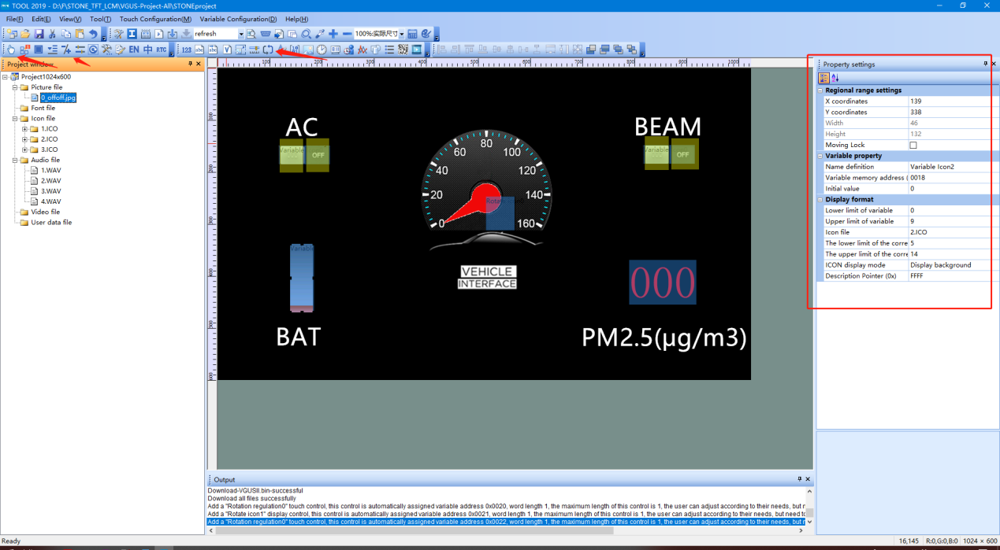 TOOL 2019 - D:\F\STONE_TFT_LCM\VGUS-Project-All\STONEproject
File(F) Edit(E) View(V) Tool(T) Touch Configuration(M) Variable Configuration(D) Help(H)
refresh 100%:实际尺寸
EN 中 RTC 123
Project window
Project1024x600
Picture file
0_offoff.jpg
Font file
Icon file
1.ICO
2.ICO
3.ICO
Audio file
1.WAV
2.WAV
3.WAV
4.WAV
Video file
User data file
100 200 300 400 500 600 700 800 900 1000
AC
Variable OFF
BEAM
Variable OFF
0 20 40 60 80 100 120 140 160
Variable
VEHICLE
INTERFACE
000
BAT
PM2.5(µg/m3)
Property settings
Regional range settings
X coordinates 139
Y coordinates 338
Width 46
Height 132
Moving Lock
Variable property
Name definition Variable Icon2
Variable memory address ( 0018
Initial value 0
Display format
Lower limit of variable 0
Upper limit of variable 9
Icon file 2.ICO
The lower limit of the corre 5
The upper limit of the corre 14
ICON display mode Display background
Description Pointer (0x) FFFF
Output
Download-VGUSII.bin-successful
Download all files successfully
Add a "Rotation regulation0" touch control, this control is automatically assigned variable address 0x0020, word length 1, the maximum length of this control is 1, the user can adjust according to their needs, but r
Add a "Rotate icon1" display control, this control is automatically assigned variable address 0x0021, word length 1, the maximum length of this control is 1, the user can adjust according to their needs, but need to
Add a "Rotation regulation0" touch control, this control is automatically assigned variable address 0x0022, word length 1, the maximum length of this control is 1, the user can adjust according to their needs, but r
Ready 16,145 R:0,G:0,B:0 1024 × 600